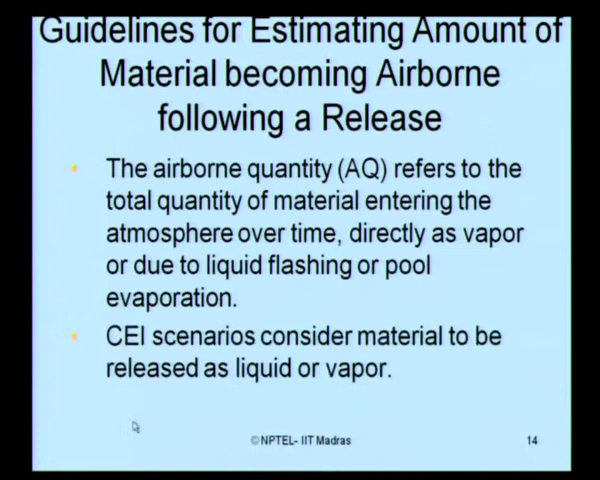 Guidelines for Estimating Amount of
Material becoming Airborne
following a Release
• The airborne quantity (AQ) refers to the
total quantity of material entering the
atmosphere over time, directly as vapor
or due to liquid flashing or pool
evaporation.
• CEI scenarios consider material to be
released as liquid or vapor.
©NPTEL- IIT Madras
14